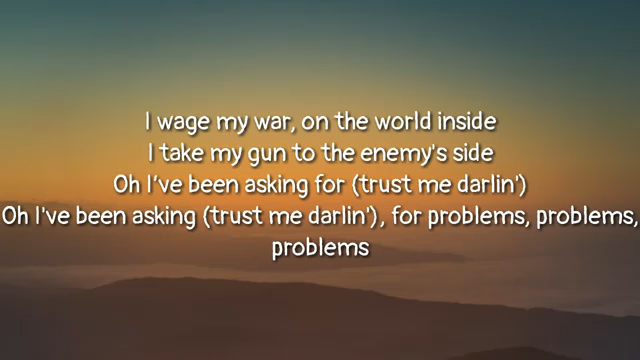 I wage my war, on the world inside
I take my gun to the enemy's side
Oh I've been asking for (trust me darlin')
Oh I've been asking (trust me darlin'), for problems, problems,
problems